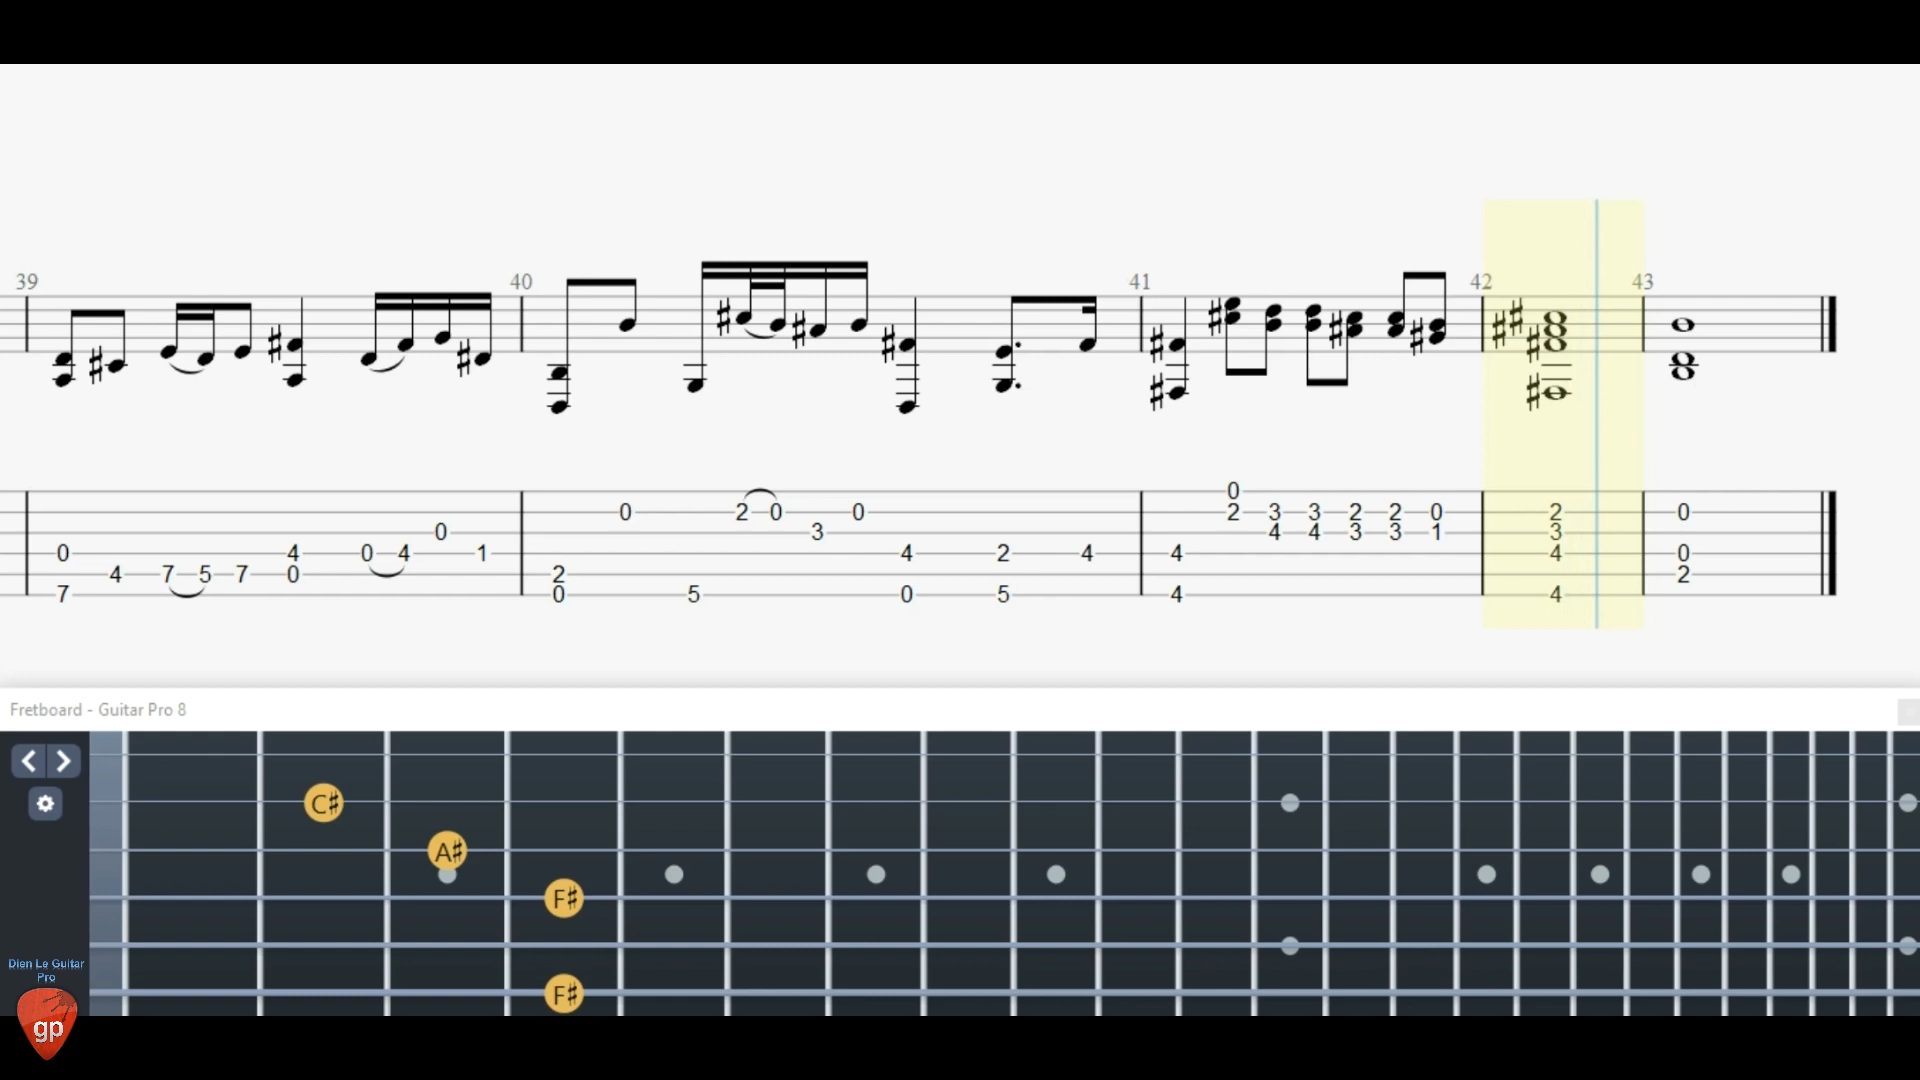 39 40 41 42 43
0 0 2 0 0 0 2 3 3 2 2 0 2 0
0 3 4 4 3 3 1 3
0 4 0 4 1 4 2 4 4 4 0
4 7 5 7 0 2 2
7 0 5 0 5 4 4
Fretboard - Guitar Pro 8
C#
A#
F#
Dien Le Guitar
Pro
F#
gp